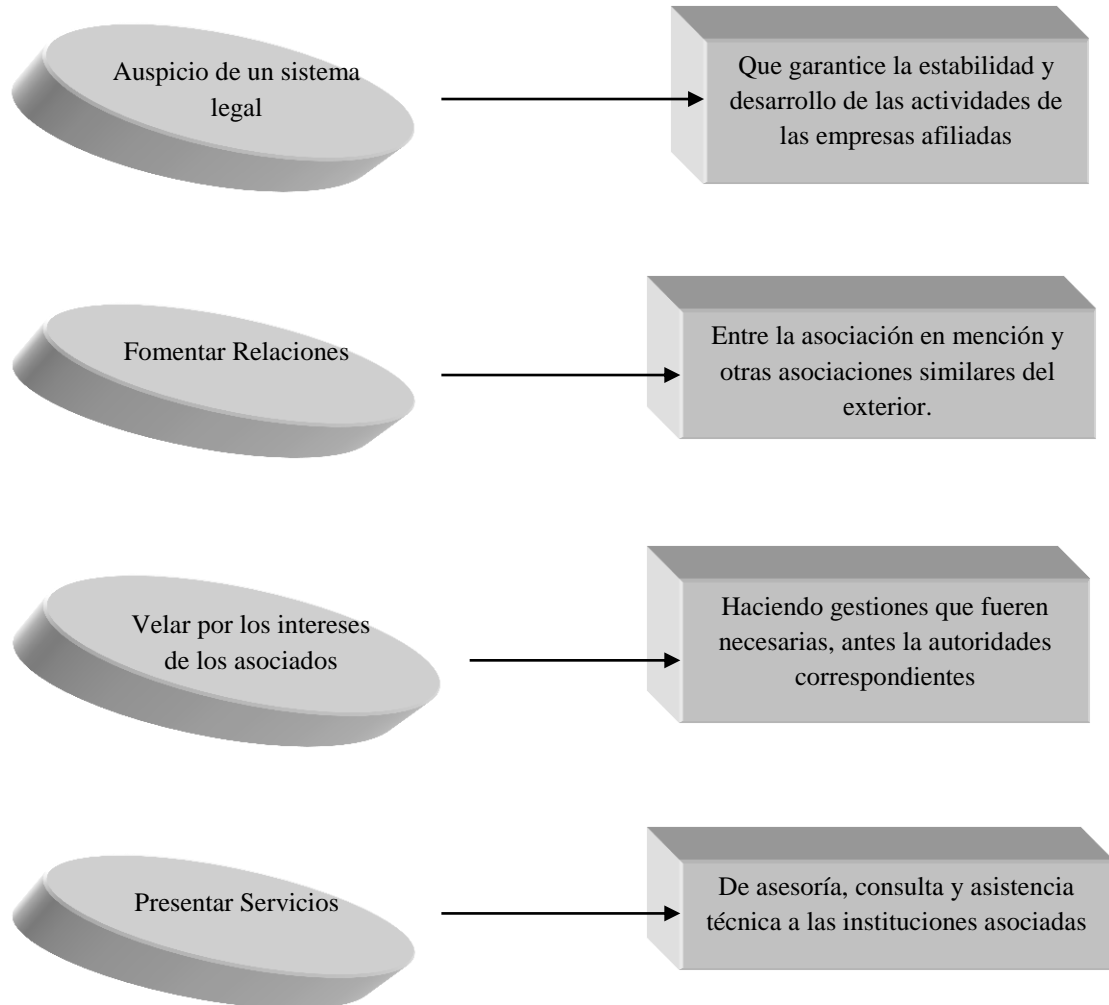 Auspicio de un sistema
legal
Que garantice la estabilidad y
desarrollo de las actividades de
las empresas afiliadas
Fomentar Relaciones
Entre la asociación en mención y
otras asociaciones similares del
exterior.
Velar por los intereses
de los asociados
Haciendo gestiones que fueren
necesarias, antes la autoridades
correspondientes
Presentar Servicios
De asesoría, consulta y asistencia
técnica a las instituciones asociadas